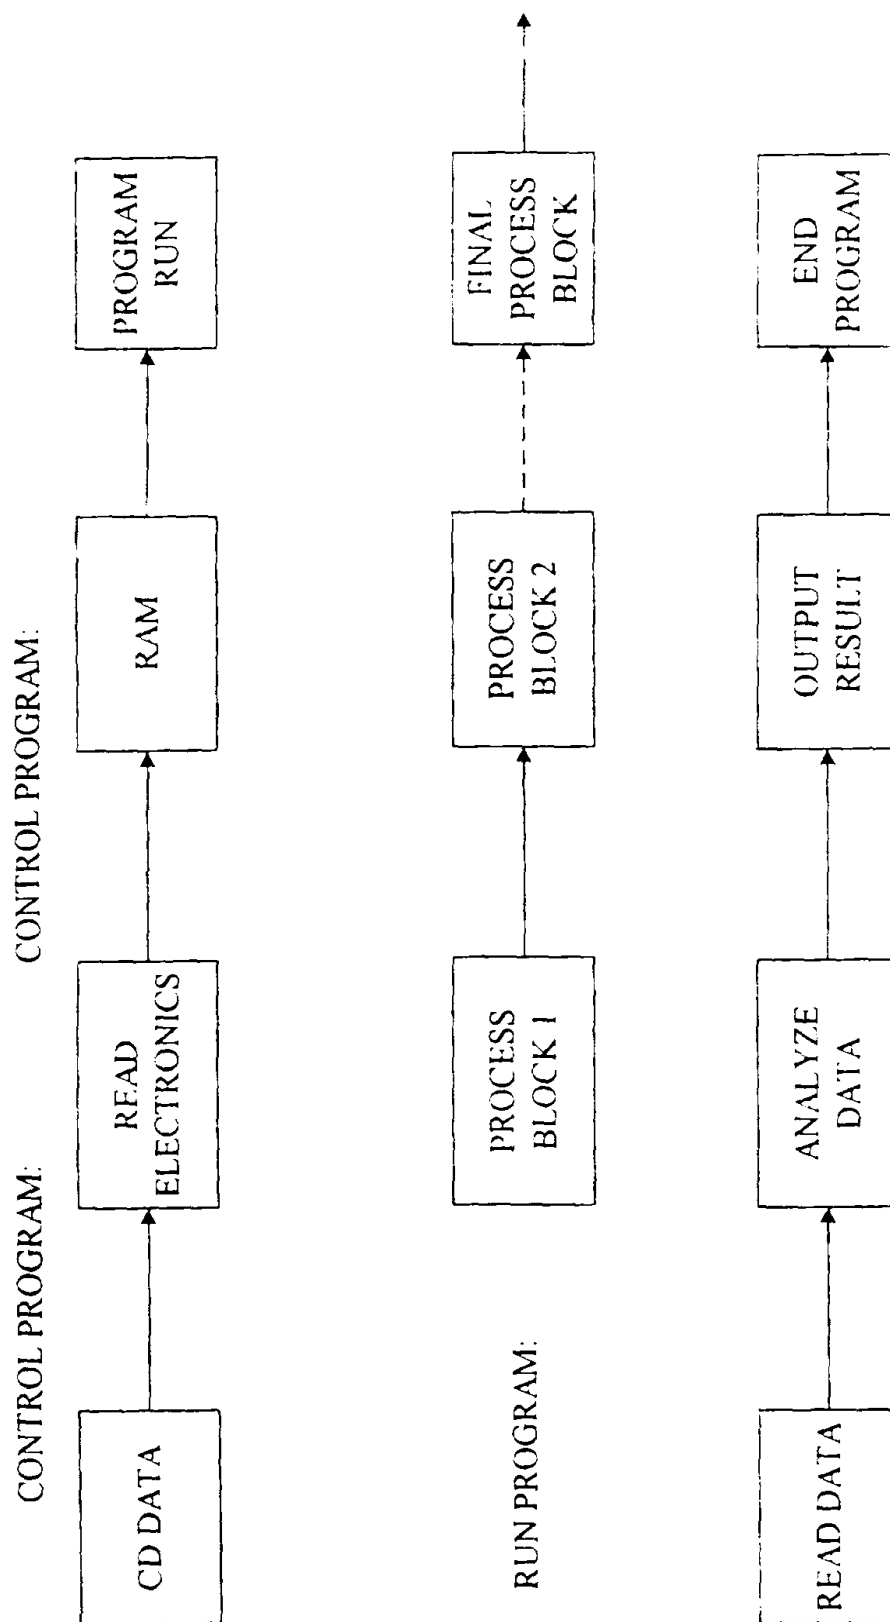 CONTROL PROGRAM:
CONTROL PROGRAM:
CD DATA
READ
ELECTRONICS
RAM
PROGRAM
RUN
RUN PROGRAM:
PROCESS
BLOCK 1
PROCESS
BLOCK 2
FINAL
PROCESS
BLOCK
READ DATA
ANALYZE
DATA
OUTPUT
RESULT
END
PROGRAM